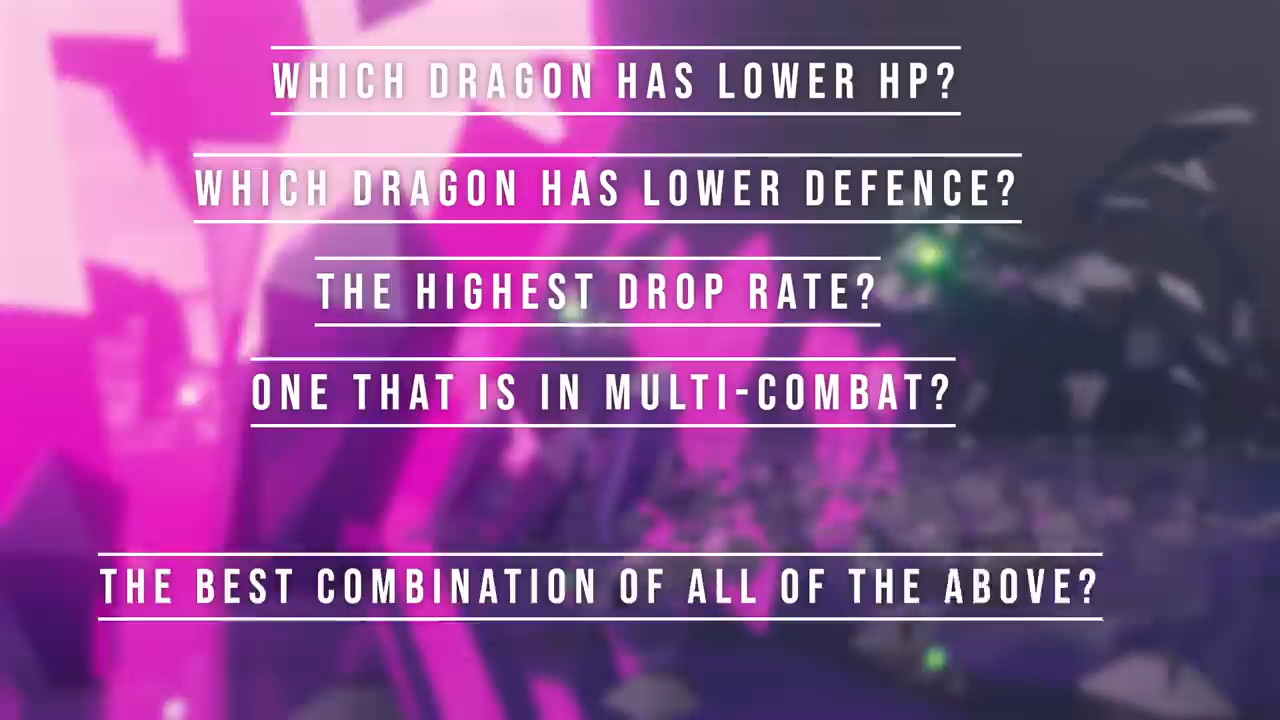 WHICH DRAGON HAS LOWER HP?
WHICH DRAGON HAS LOWER DEFENCE?
THE HIGHEST DROP RATE?
ONE THAT IS IN MULTI-COMBAT?
THE BEST COMBINATION OF ALL OF THE ABOVE?